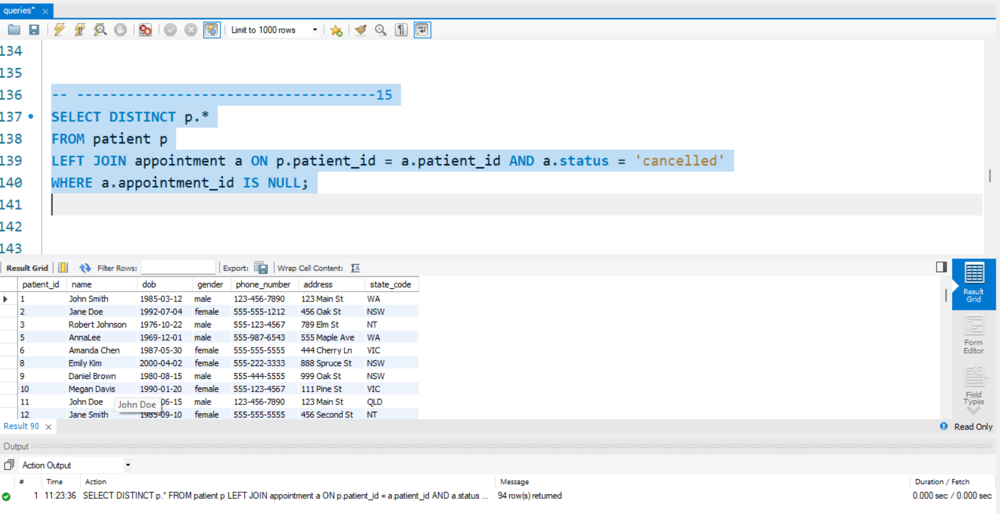 queries*
Limit to 1000 rows
134
135
136 -- ------------------------------------15
137 SELECT DISTINCT p.*
138 FROM patient p
139 LEFT JOIN appointment a ON p.patient_id = a.patient_id AND a.status = 'cancelled'
140 WHERE a.appointment_id IS NULL;
141
142
143
Result Grid Filter Rows: Export: Wrap Cell Content:
patient_id name dob gender phone_number address state_code
1 John Smith 1985-03-12 male 123-456-7890 123 Main St WA
2 Jane Doe 1992-07-04 female 555-555-1212 456 Oak St NSW
3 Robert Johnson 1976-10-22 male 555-123-4567 789 Elm St NT
5 AnnaLee 1969-12-01 male 555-987-6543 555 Maple Ave WA
6 Amanda Chen 1987-05-30 female 555-555-5555 444 Cherry Ln VIC
8 Emily Kim 2000-04-02 female 555-222-3333 888 Spruce St NSW
9 Daniel Brown 1980-08-15 male 555-444-5555 999 Oak St NSW
10 Megan Davis 1990-01-20 female 555-123-4567 111 Pine St VIC
11 John Doe 06-15 male 123-456-7890 123 Main St QLD
John Doe
12 Jane Smith 1985-09-10 female 555-555-5555 456 Second St NT
Result
Grid
Form
Editor
Field
Types
Result 90 Read Only
Output
Action Output
# Time Action Message Duration / Fetch
1 11:23:36 SELECT DISTINCT p.* FROM patient p LEFT JOIN appointment a ON p.patient_id = a.patient_id AND a.status ... 94 row(s) returned 0.000 sec / 0.000 sec